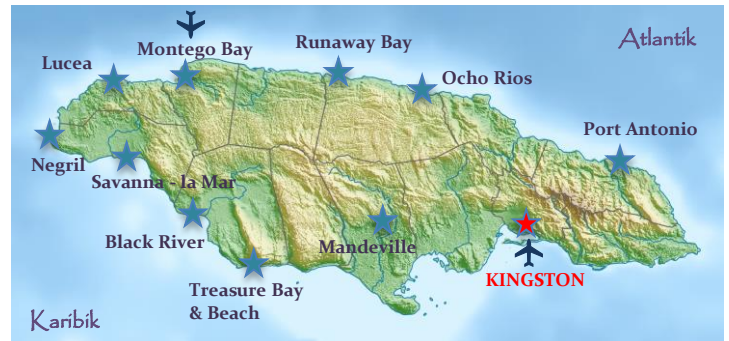 Montego Bay
Runaway Bay
Atlantik
Lucea
Ocho Rios
Port Antonio
Negril
Savanna - la Mar
Black River
Mandeville
KINGSTON
Treasure Bay
& Beach
Karibik